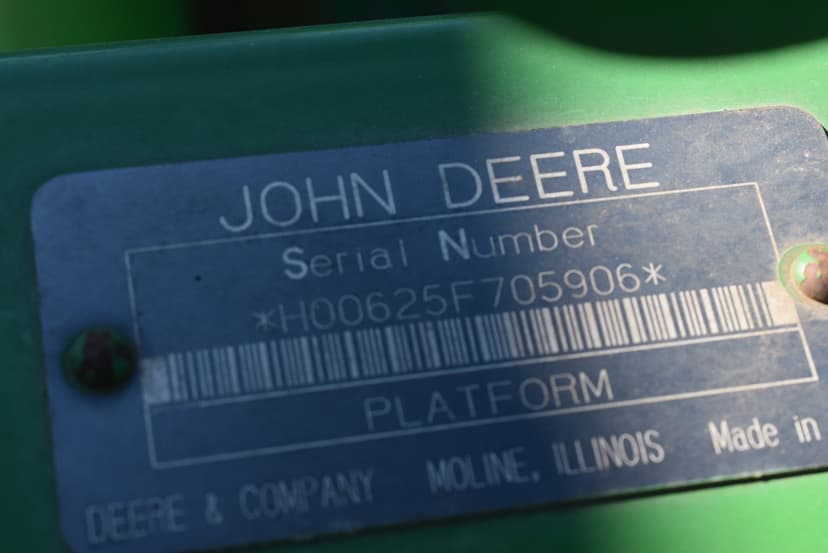 JOHN DEERE
Serial Number
*H00625F705906*
PLATFORM
DEERE & COMPANY MOLINE, ILLINOIS Made in